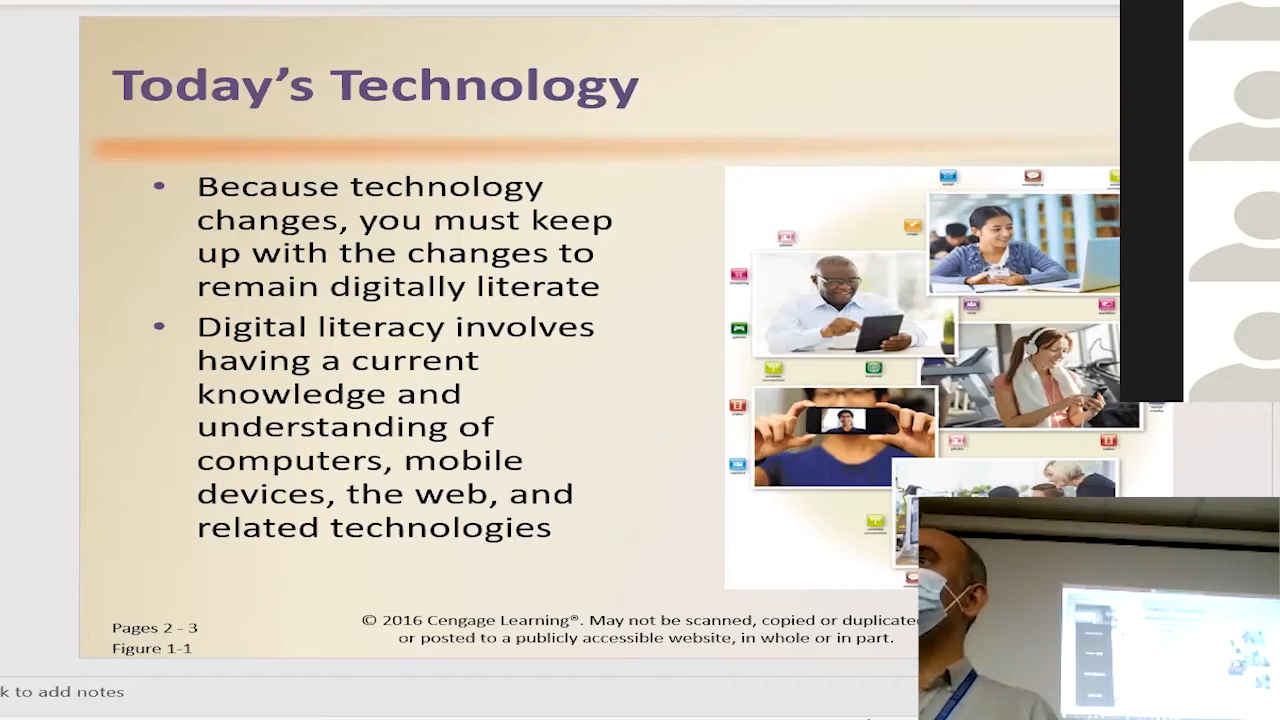 Today's Technology
• Because technology
changes, you must keep
up with the changes to
remain digitally literate
• Digital literacy involves
having a current
knowledge and
understanding of
computers, mobile
devices, the web, and
related technologies
Pages 2 - 3
Figure 1-1
© 2016 Cengage Learning®. May not be scanned, copied or duplicate
or posted to a publicly accessible website, in whole or in part.
k to add notes